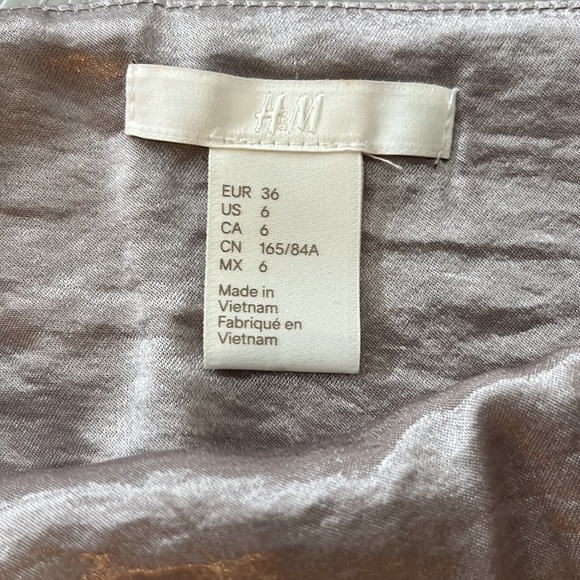 H&M
EUR 36
US 6
CA 6
CN 165/84A
MX 6
Made in
Vietnam
Fabriqué en
Vietnam